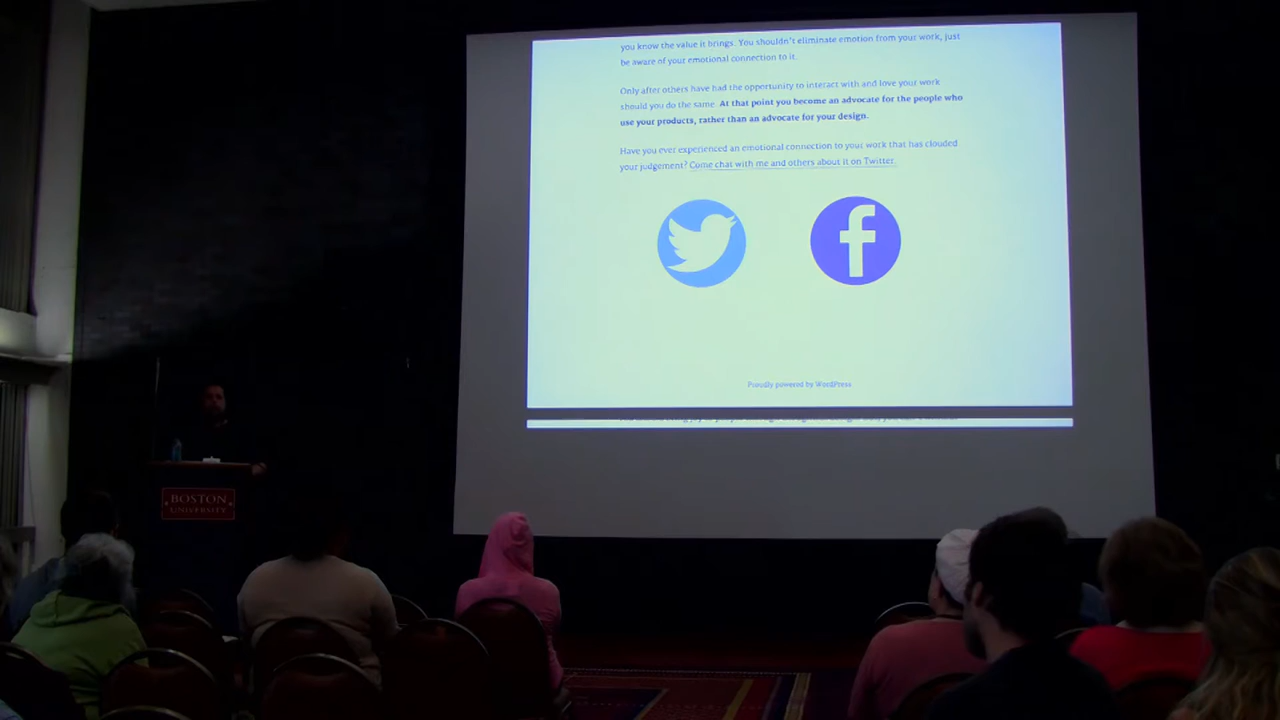 you know the value it brings. You shouldn't eliminate emotion from your work, just
be aware of your emotional connection to it.
Only after others have had the opportunity to interact with and love your work
should you do the same. At that point you become an advocate for the people who
use your products, rather than an advocate for your design.
Have you ever experienced an emotional connection to your work that has clouded
your judgement? Come chat with me and others about it on Twitter.
Proudly powered by WordPress
BOSTON
UNIVERSITY